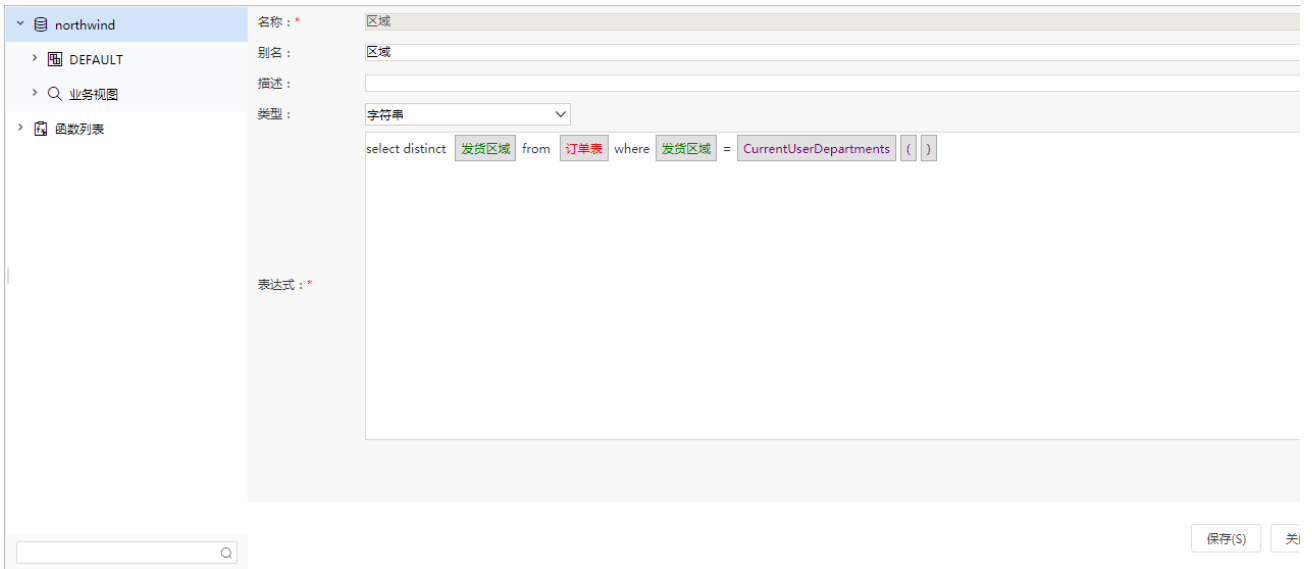 northwind
DEFAULT
业务视图
函数列表
名称：* 区域
别名： 区域
描述：
类型： 字符串
select distinct 发货区域 from 订单表 where 发货区域 = CurrentUserDepartments ( )
表达式：*
保存(S)